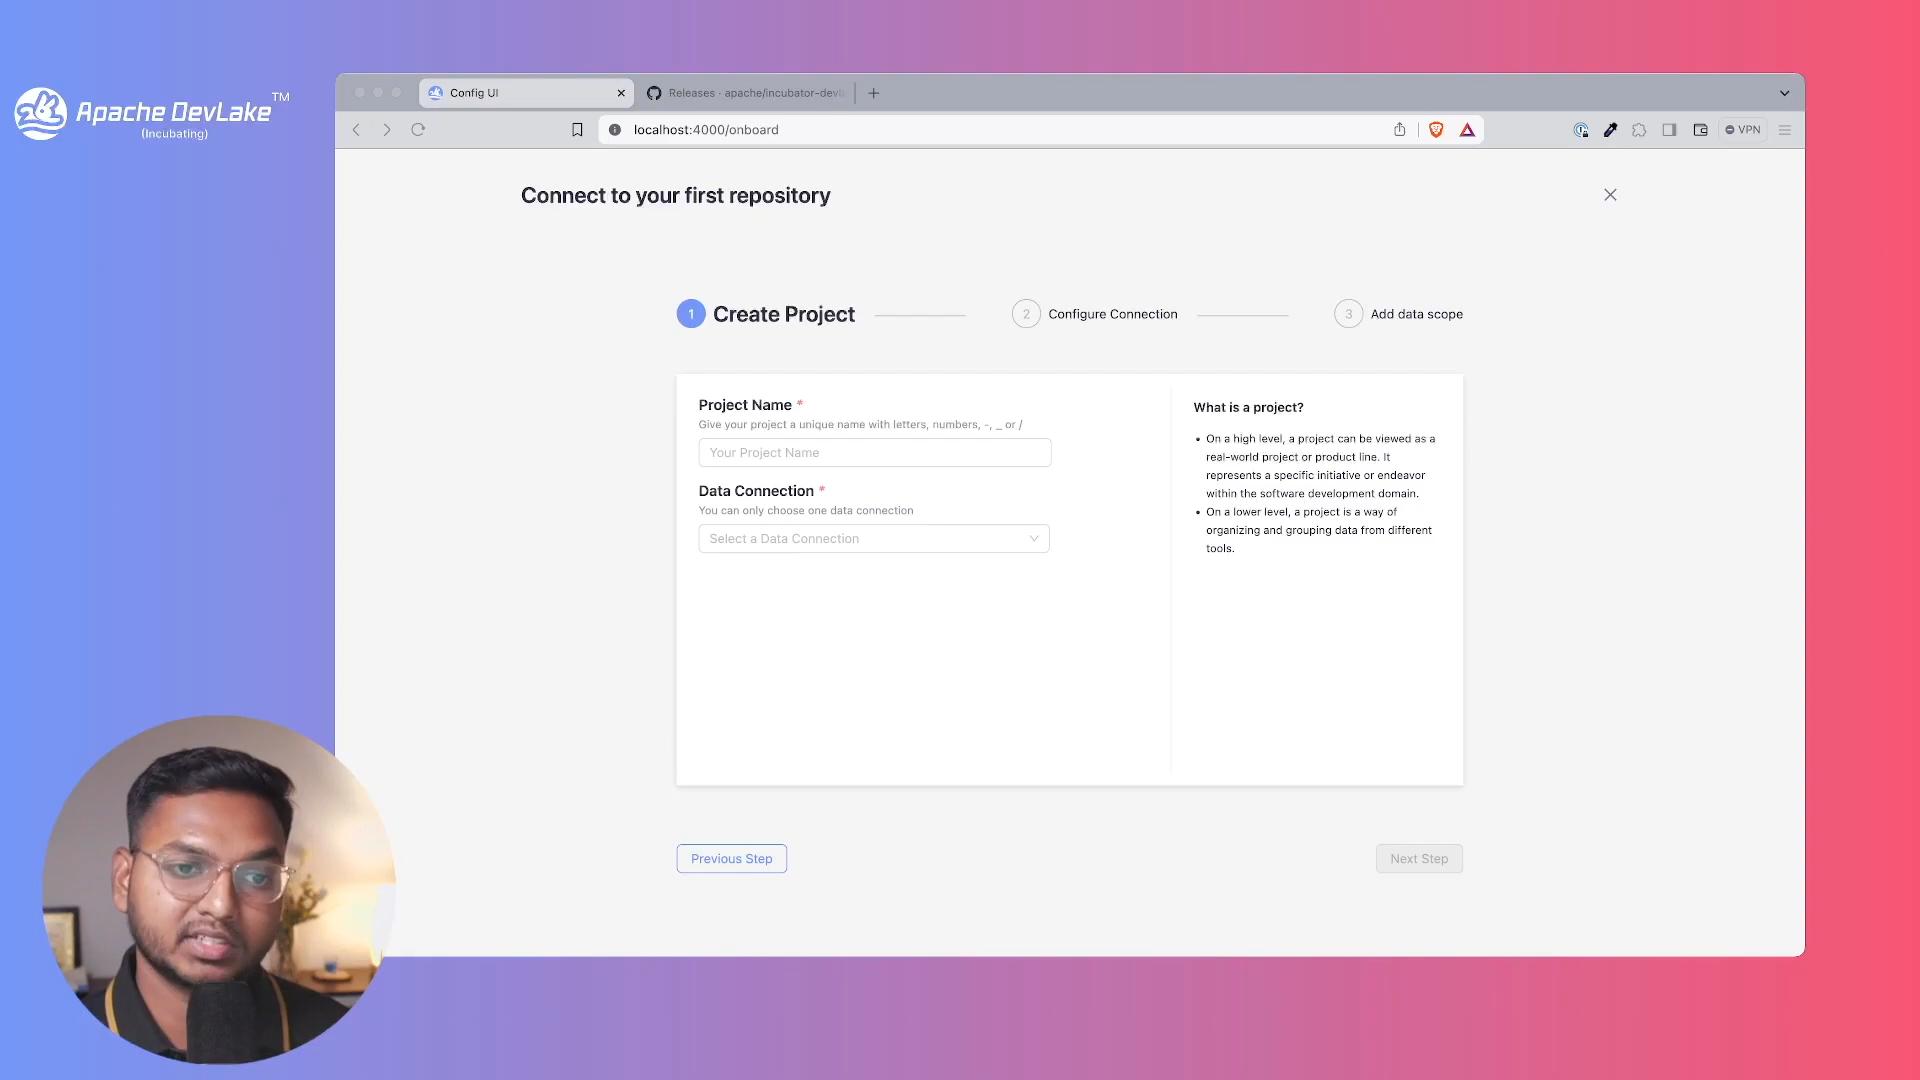 Apache DevLake™
(Incubating)
Config UI
Releases · apache/incubator-devl
localhost:4000/onboard
VPN
Connect to your first repository
1 Create Project
2 Configure Connection
3 Add data scope
Project Name *
Give your project a unique name with letters, numbers, -, _ or /
Your Project Name
Data Connection *
You can only choose one data connection
Select a Data Connection
What is a project?
• On a high level, a project can be viewed as a
real-world project or product line. It
represents a specific initiative or endeavor
within the software development domain.
• On a lower level, a project is a way of
organizing and grouping data from different
tools.
Previous Step
Next Step